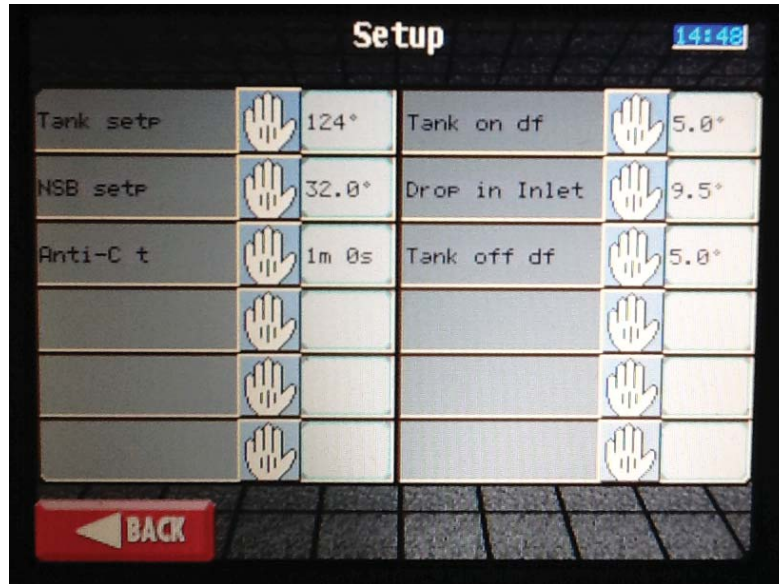 Setup
14:48
Tank setp 124° Tank on df 5.0°
NSB setp 32.0° Drop in Inlet 9.5°
Anti-C t 1m 0s Tank off df 5.0°
BACK